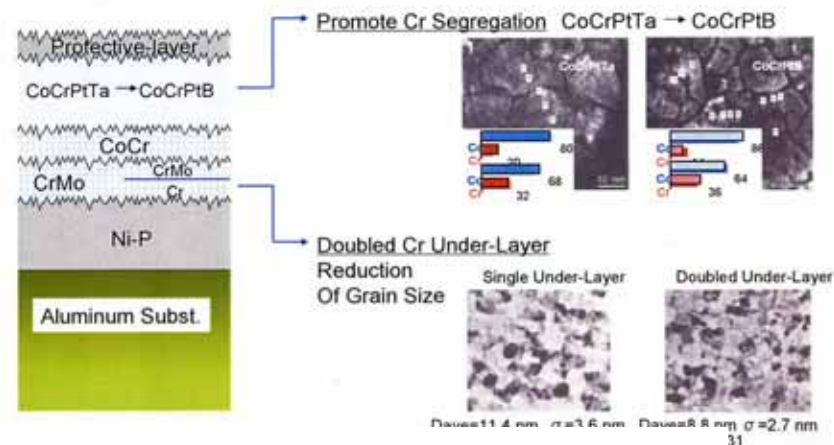 Promote Cr Segregation CoCrPtTa → CoCrPtB
Protective-layer
CoCrPtTa → CoCrPtB
CoCr
CrMo
CrMo
Cr
Ni-P
Aluminum Subst.
CoCrPtTa
Co
Cr
80
20
Co
Cr
68
32
CoCrPtB
Co
Cr
86
Co
Cr
64
36
Doubled Cr Under-Layer
Reduction
Of Grain Size
Single Under-Layer
Doubled Under-Layer
Dave=11.4 nm σ=3.6 nm
Dave=8.8 nm σ=2.7 nm
31